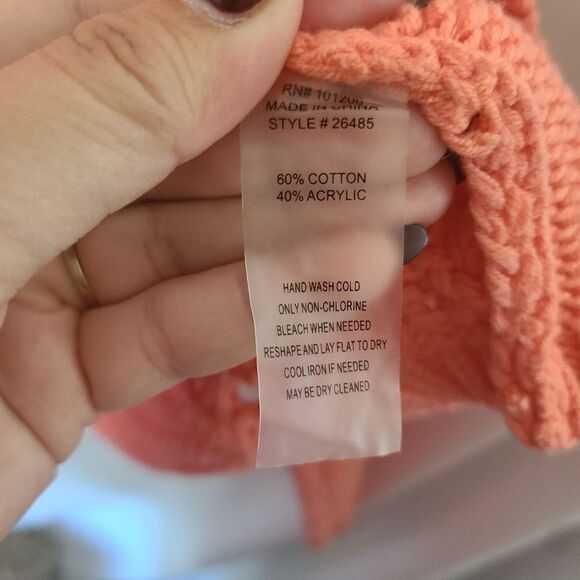 RN#
MADE IN CHINA
STYLE # 26485
60% COTTON
40% ACRYLIC
HAND WASH COLD
ONLY NON-CHLORINE
BLEACH WHEN NEEDED
RESHAPE AND LAY FLAT TO DRY
COOL IRON IF NEEDED
MAY BE DRY CLEANED